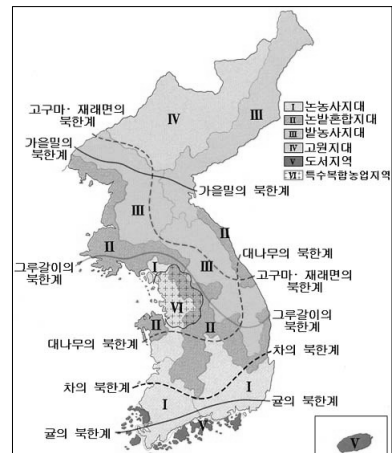 고구마·재래면의
북한계
가을밀의
북한계
IV
III
I 논농사지대
II 논밭혼합지대
III 밭농사지대
IV 고원지대
V 도서지역
VI 특수복합농업지역
가을밀의 북한계
III
II
II
대나무의 북한계
그루갈이의
북한계
I
III
고구마·재래면의
북한계
VI
II
II
그루갈이의
북한계
대나무의 북한계
차의 북한계
차의 북한계
I
I
귤의 북한계
귤의 북한계
V
V